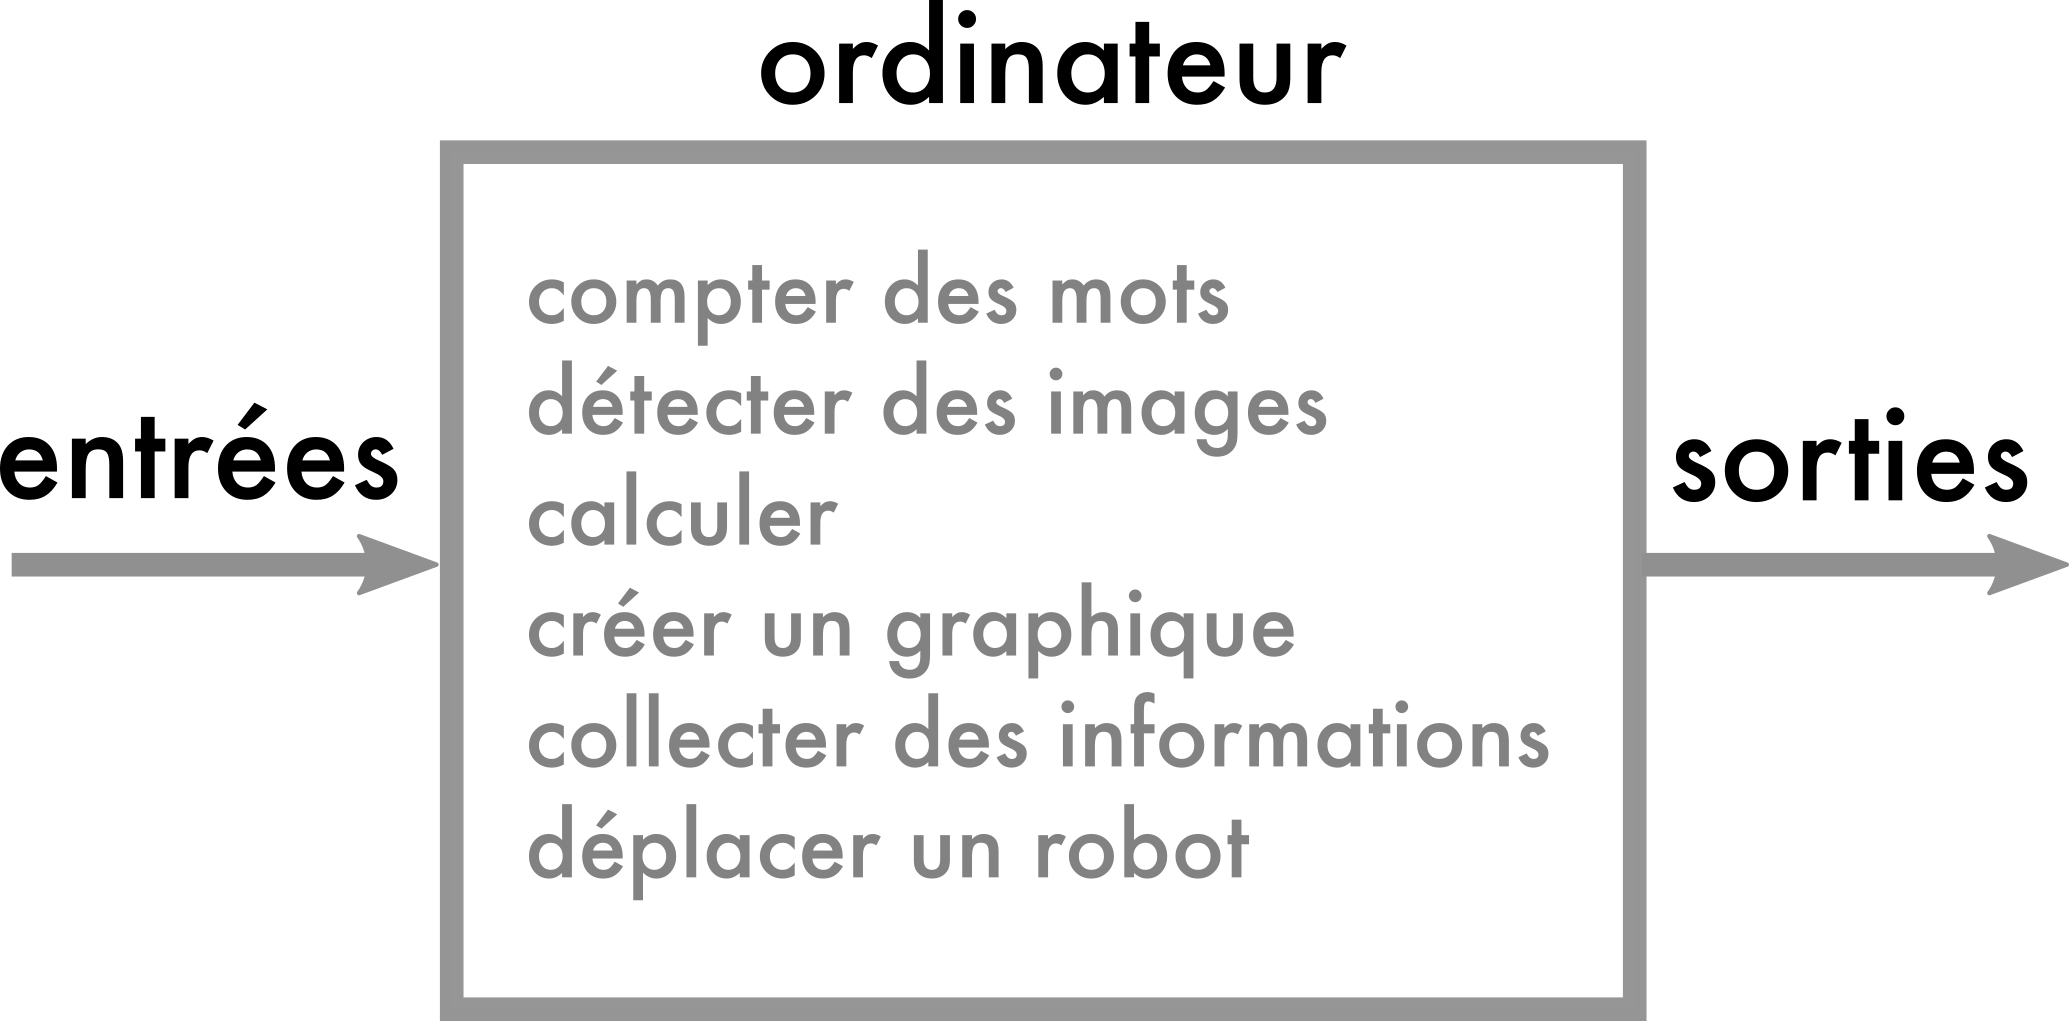 ordinateur
entrées
compter des mots
détecter des images
calculer
créer un graphique
collecter des informations
déplacer un robot
sorties